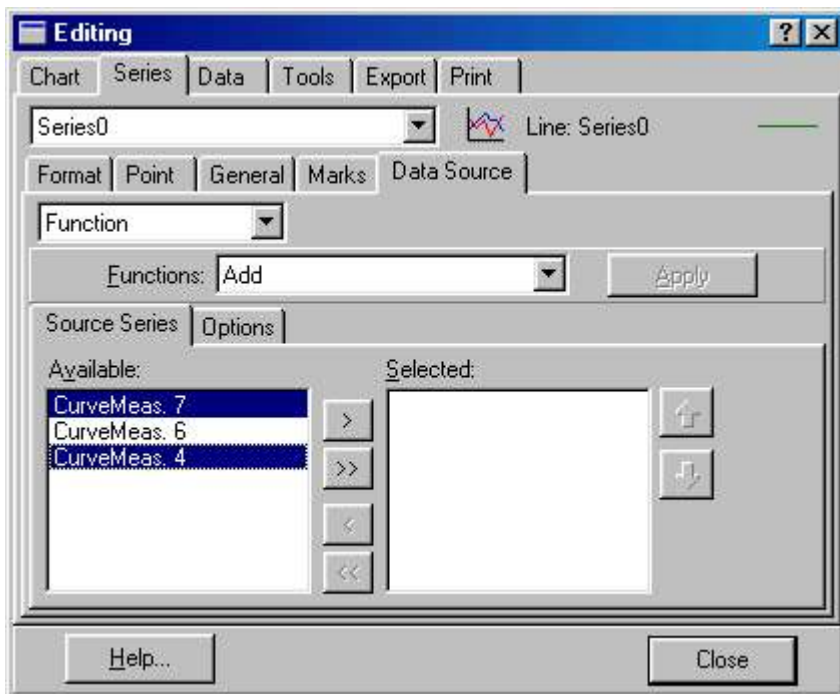 Editing
Chart Series Data Tools Export Print
Series0 Line: Series0
Format Point General Marks Data Source
Function
Functions: Add Apply
Source Series Options
Available: Selected:
CurveMeas. 7
CurveMeas. 6
CurveMeas. 4
>
>>
<
<<
Help... Close